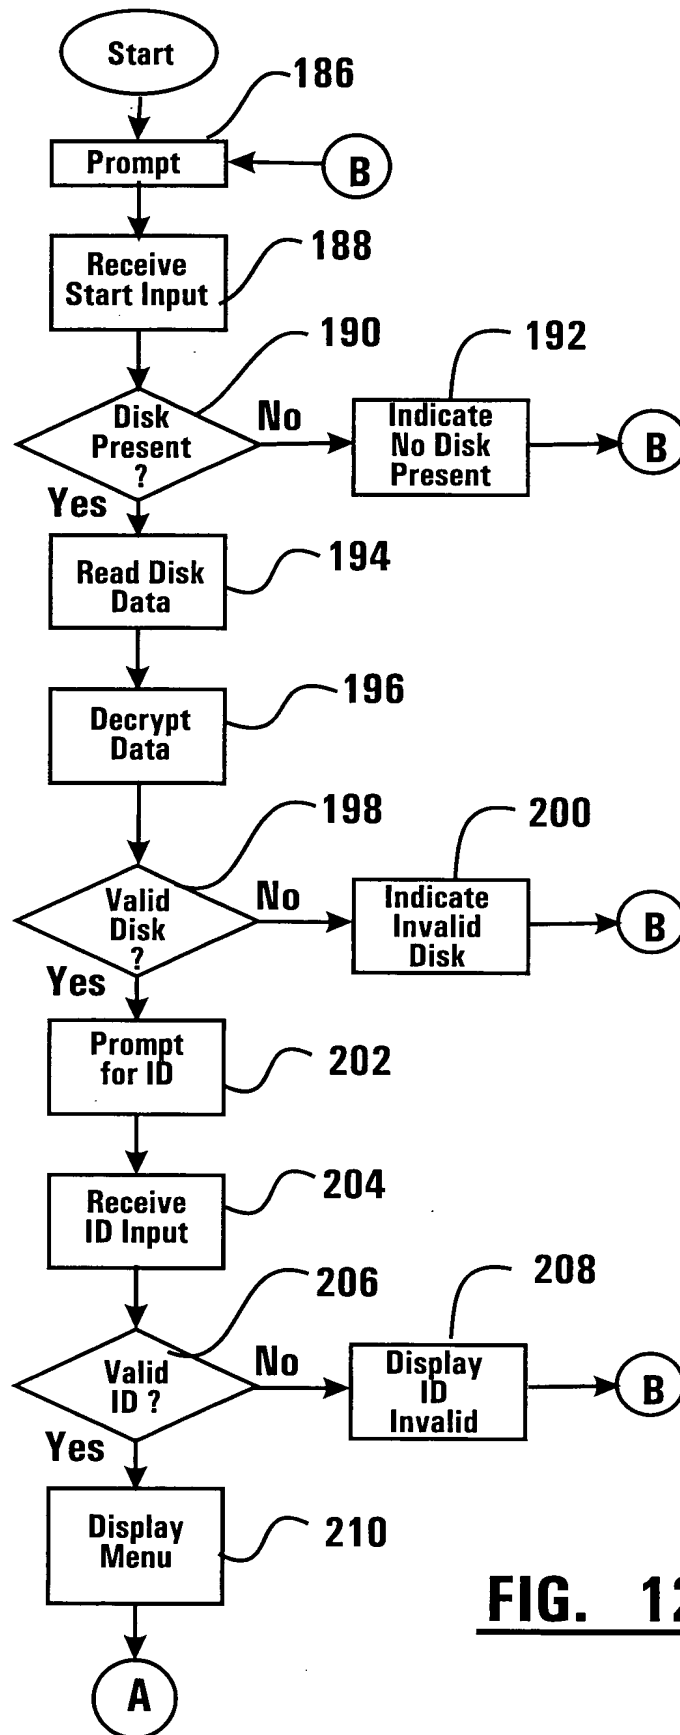 Start
186
Prompt
B
188
Receive
Start Input
190
192
Disk
Present
?
No
Indicate
No Disk
Present
B
Yes
194
Read Disk
Data
196
Decrypt
Data
198
200
Valid
Disk
?
No
Indicate
Invalid
Disk
B
Yes
Prompt
for ID
202
204
Receive
ID Input
206
208
Valid
ID ?
No
Display
ID
Invalid
B
Yes
Display
Menu
210
FIG. 12
A